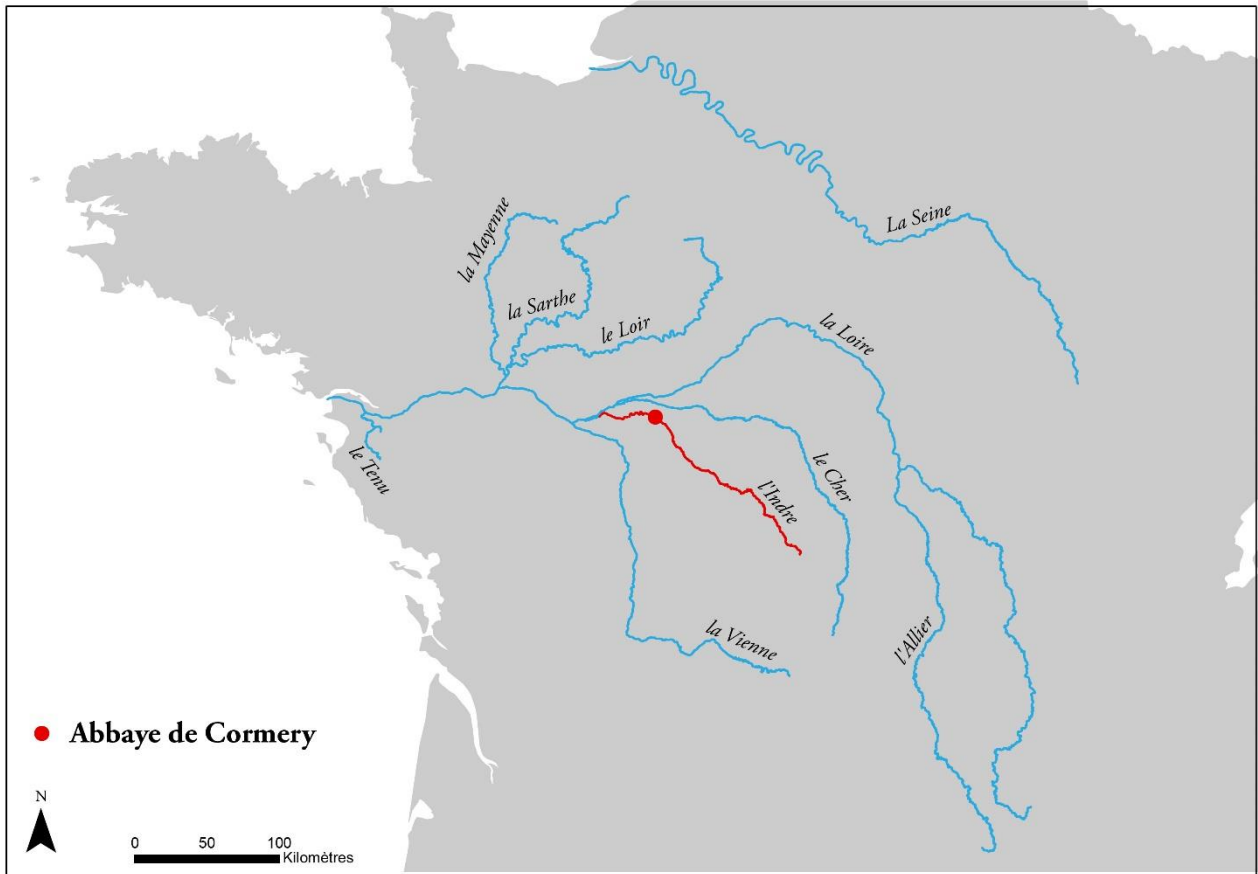 La Seine
la Mayenne
la Sarthe
le Loir
la Loire
le Tenu
l'Indre
le Cher
la Vienne
l'Allier
Abbaye de Cormery
N
0 50 100
Kilomètres